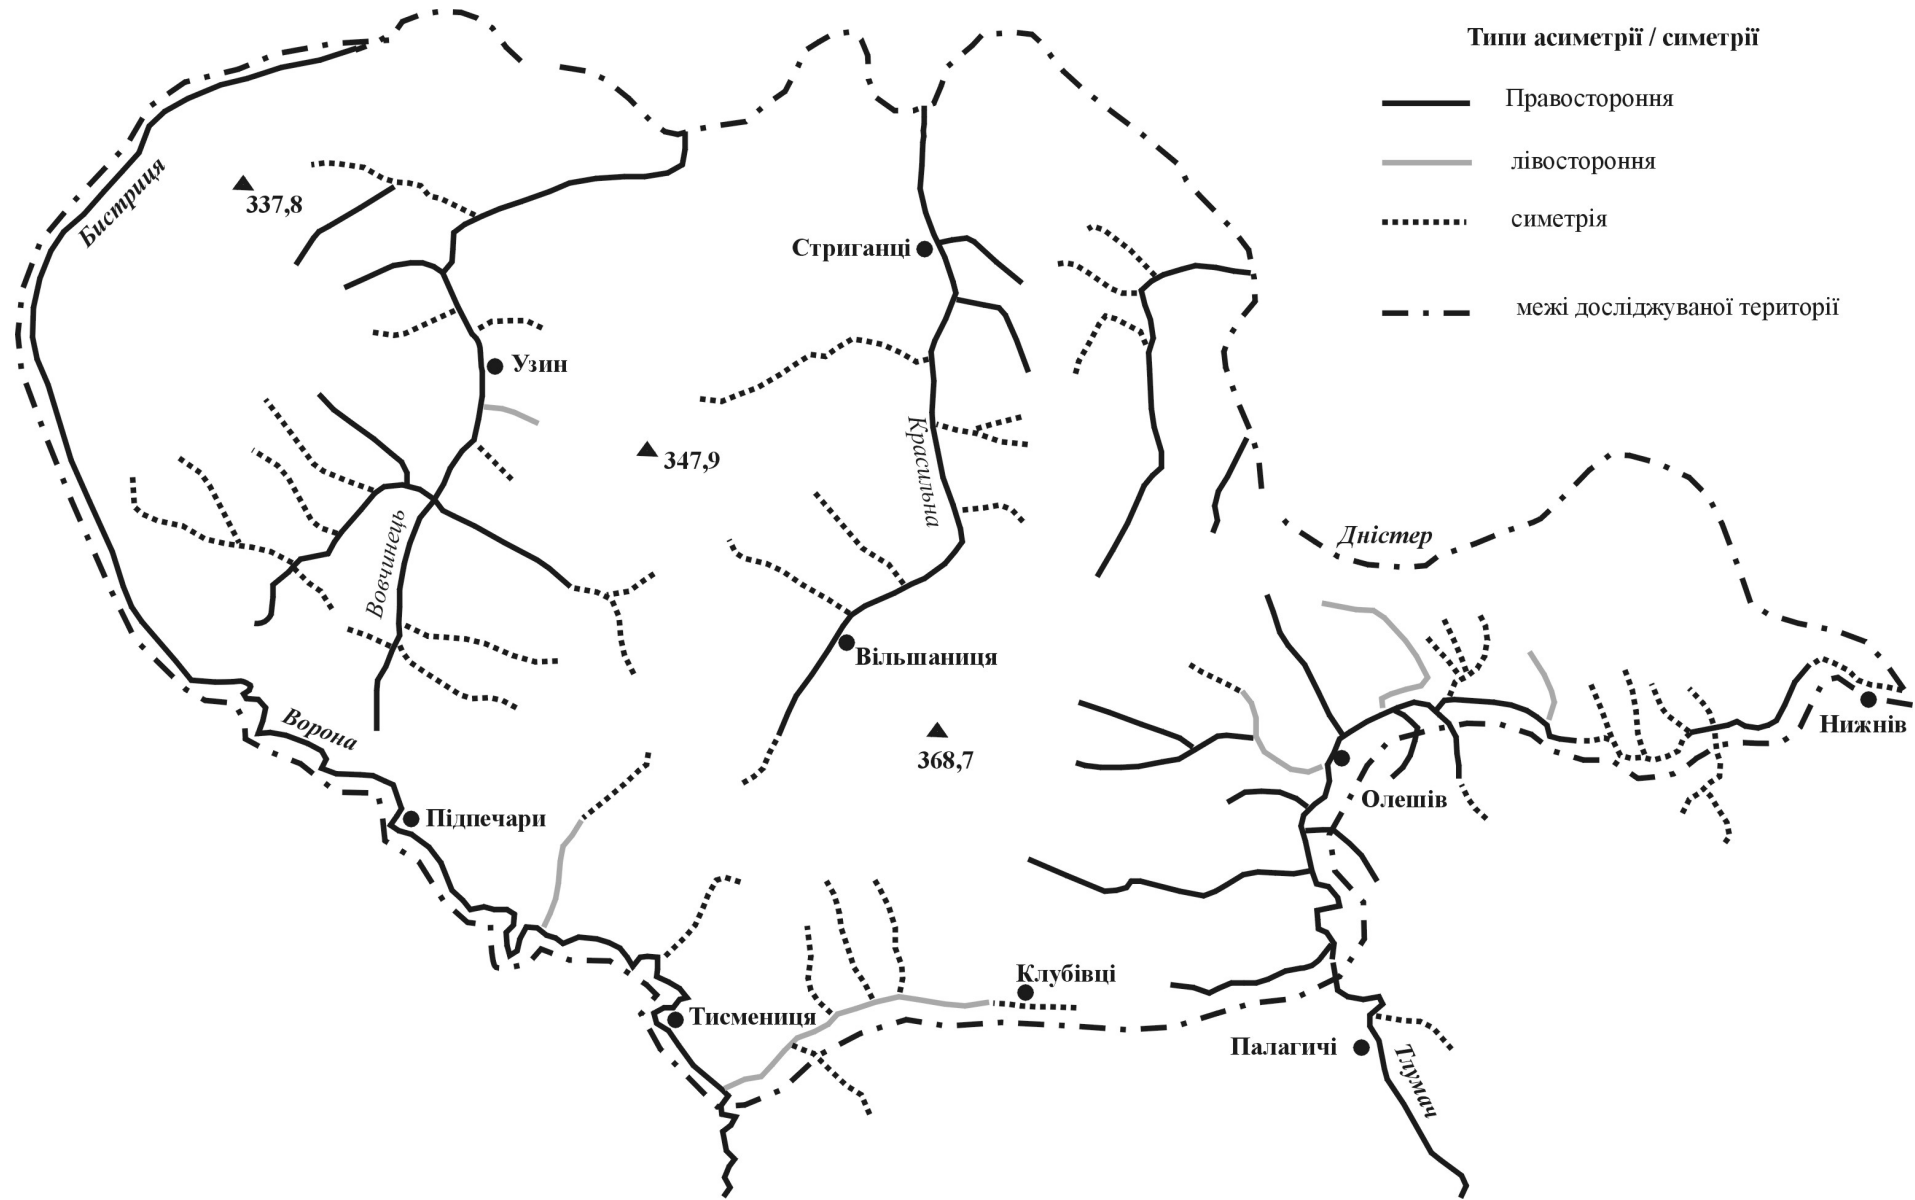 Типи асиметрії / симетрії
Правостороння
лівостороння
симетрія
межі досліджуваної території
Бистриця
337,8
Стриганці
Узин
347,9
Красильна
Вовчинець
Дністер
Вільшаниця
Ворона
368,7
Нижнів
Олешів
Підпечари
Клубівці
Тисмениця
Палагичі
Тлумач